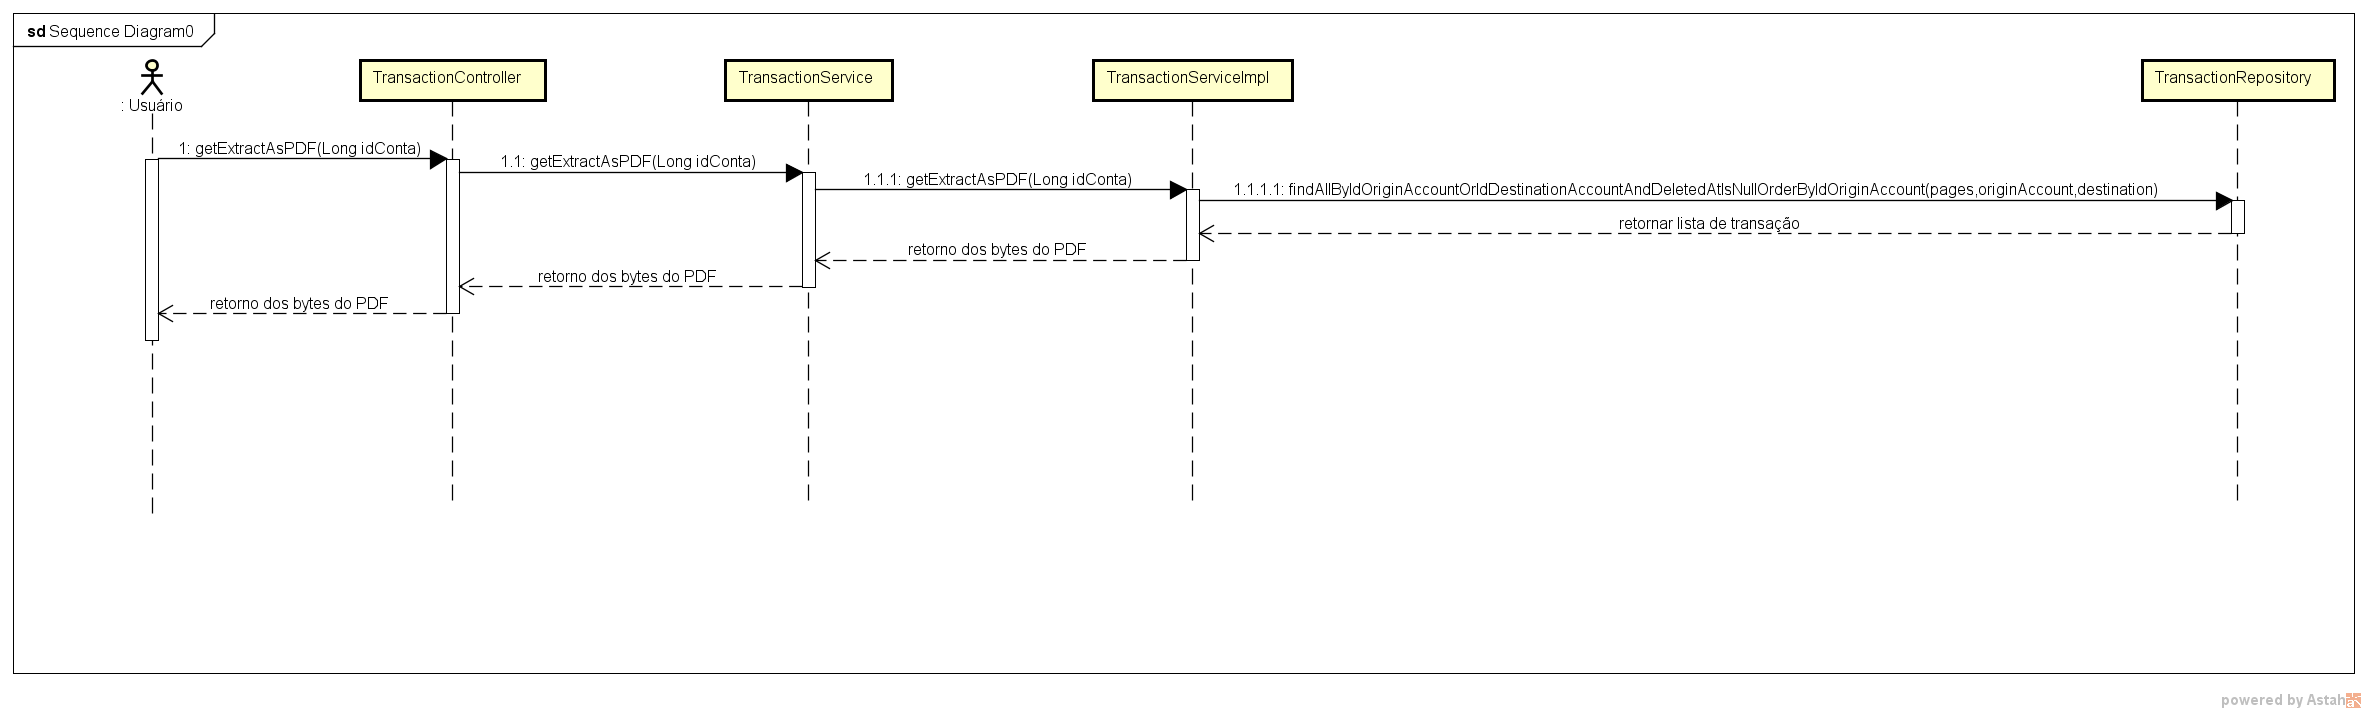 sd Sequence Diagram0
: Usuário
TransactionController
TransactionService
TransactionServiceImpl
TransactionRepository
1: getExtractAsPDF(Long idConta)
1.1: getExtractAsPDF(Long idConta)
1.1.1: getExtractAsPDF(Long idConta)
1.1.1.1: findAllByIdOriginAccountOrIdDestinationAccountAndDeletedAtIsNullOrderByIdOriginAccount(pages,originAccount,destination)
retornar lista de transação
retorno dos bytes do PDF
retorno dos bytes do PDF
retorno dos bytes do PDF
powered by Astah